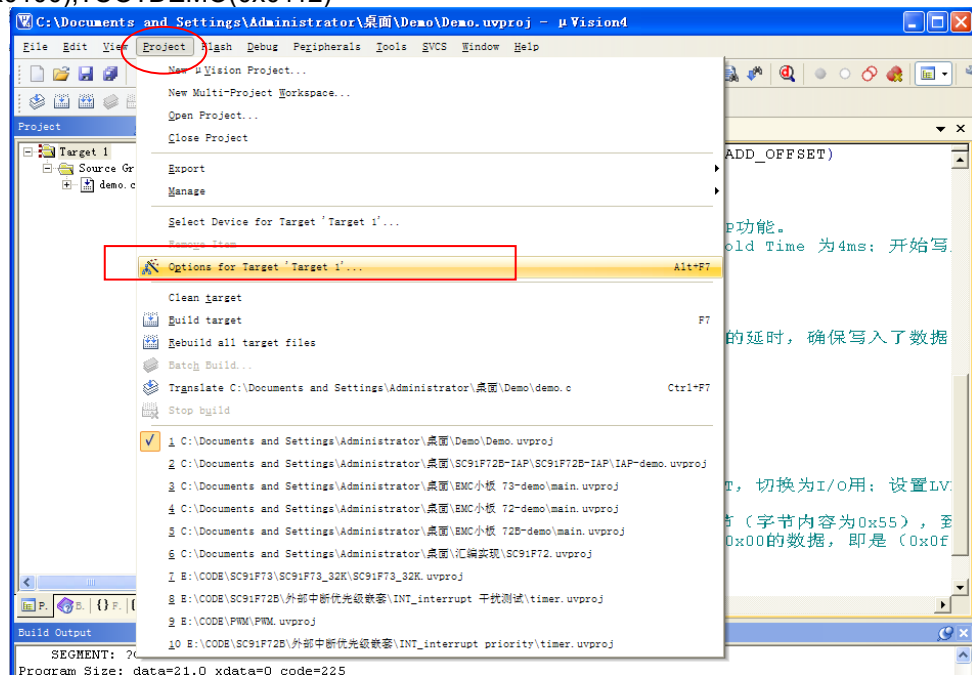 C:\Documents and Settings\Administrator\桌面\Demo\Demo.uvproj - μVision4
File Edit View Project Flash Debug Peripherals Tools SVCS Window Help
New μVision Project...
New Multi-Project Workspace...
Project
Open Project...
Close Project
Target 1
ADD_OFFSET)
Source Gr
Export
demo.c
Manage
Select Device for Target 'Target 1'...
P功能。
Remove Item
old Time 为4ms; 开始写
Options for Target 'Target 1'... Alt+F7
Clean target
Build target F7
Rebuild all target files
的延时，确保写入了数据
Batch Build...
Translate C:\Documents and Settings\Administrator\桌面\Demo\demo.c Ctrl+F7
Stop build
1 C:\Documents and Settings\Administrator\桌面\Demo\Demo.uvproj
2 C:\Documents and Settings\Administrator\桌面\SC91F72B-IAP\SC91F72B-IAP\IAP-demo.uvproj
3 C:\Documents and Settings\Administrator\桌面\EMC小板 73-demo\main.uvproj
，切换为I/O用; 设置LV
4 C:\Documents and Settings\Administrator\桌面\EMC小板 72-demo\main.uvproj
5 C:\Documents and Settings\Administrator\桌面\EMC小板 72B-demo\main.uvproj
（字节内容为0x55），至
6 C:\Documents and Settings\Administrator\桌面\汇编实现\SC91F72.uvproj
0x00的数据，即是（0x0f
7 E:\CODE\SC91F73\SC91F73_32K\SC91F73_32K.uvproj
8 E:\CODE\SC91F72B\外部中断优先级嵌套\INT_interrupt 干扰测试\timer.uvproj
9 E:\CODE\PWM\PWM.uvproj
P. B. {} F.
10 E:\CODE\SC91F72B\外部中断优先级嵌套\INT_interrupt priority\timer.uvproj
Build Output
SEGMENT:
Program Size: data=21.0 xdata=0 code=225